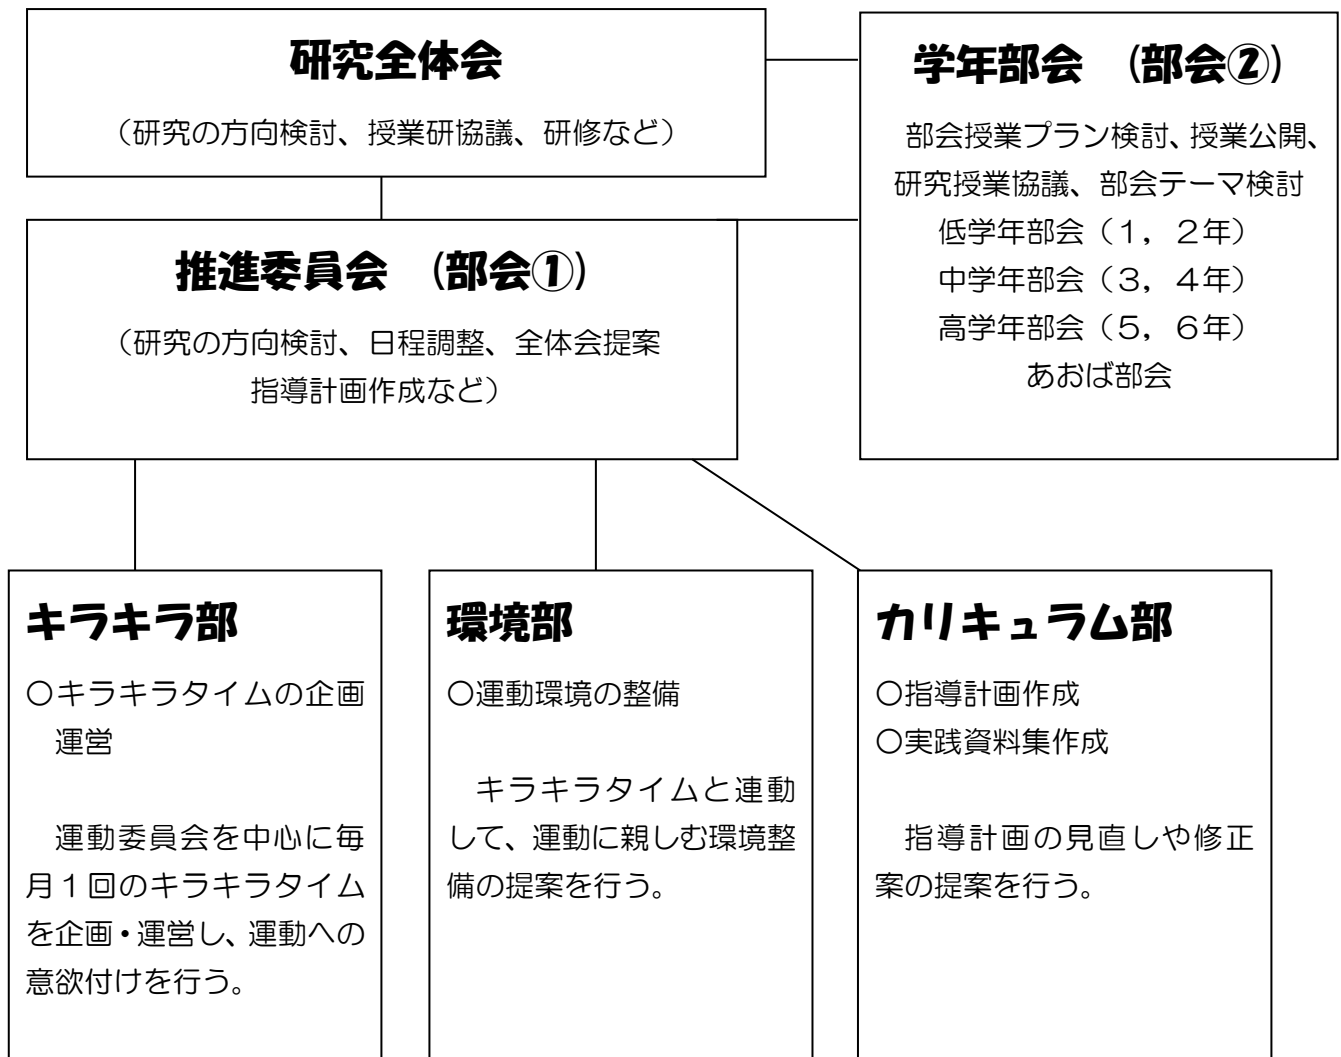 研究全体会
（研究の方向検討、授業研協議、研修など）
学年部会　(部会②)
部会授業プラン検討、授業公開、
研究授業協議、部会テーマ検討
低学年部会（１，２年）
中学年部会（３，４年）
高学年部会（５，６年）
あおば部会
推進委員会　(部会①)
（研究の方向検討、日程調整、全体会提案
指導計画作成など）
キラキラ部
〇キラキラタイムの企画
運営
運動委員会を中心に毎
月１回のキラキラタイム
を企画・運営し、運動への
意欲付けを行う。
環境部
〇運動環境の整備
キラキラタイムと連動
して、運動に親しむ環境整
備の提案を行う。
カリキュラム部
〇指導計画作成
〇実践資料集作成
指導計画の見直しや修正
案の提案を行う。